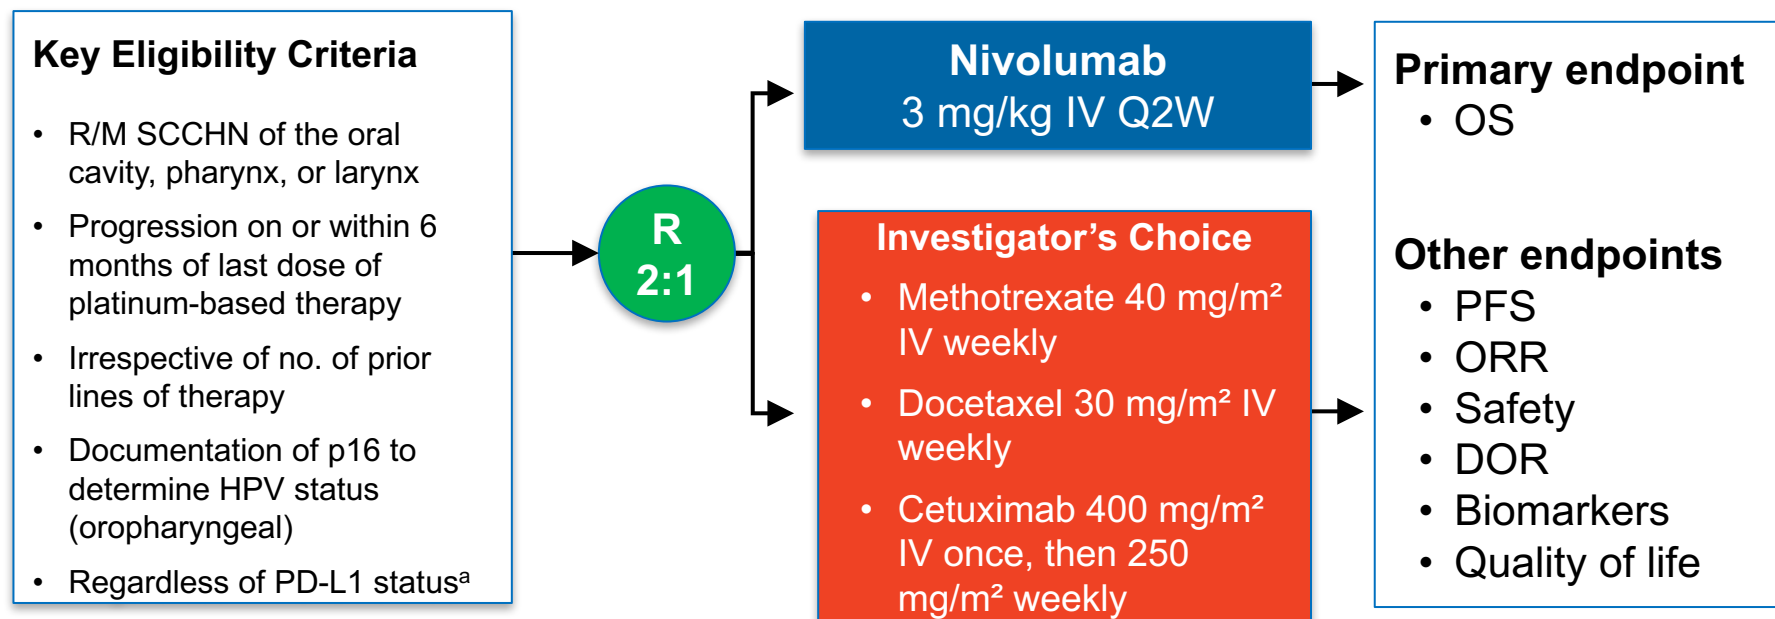 Key Eligibility Criteria
• R/M SCCHN of the oral
cavity, pharynx, or larynx
• Progression on or within 6
months of last dose of
platinum-based therapy
• Irrespective of no. of prior
lines of therapy
• Documentation of p16 to
determine HPV status
(oropharyngeal)
• Regardless of PD-L1 statusᵃ
R
2:1
Nivolumab
3 mg/kg IV Q2W
Investigator’s Choice
• Methotrexate 40 mg/m²
IV weekly
• Docetaxel 30 mg/m² IV
weekly
• Cetuximab 400 mg/m²
IV once, then 250
mg/m² weekly
Primary endpoint
• OS
Other endpoints
• PFS
• ORR
• Safety
• DOR
• Biomarkers
• Quality of life